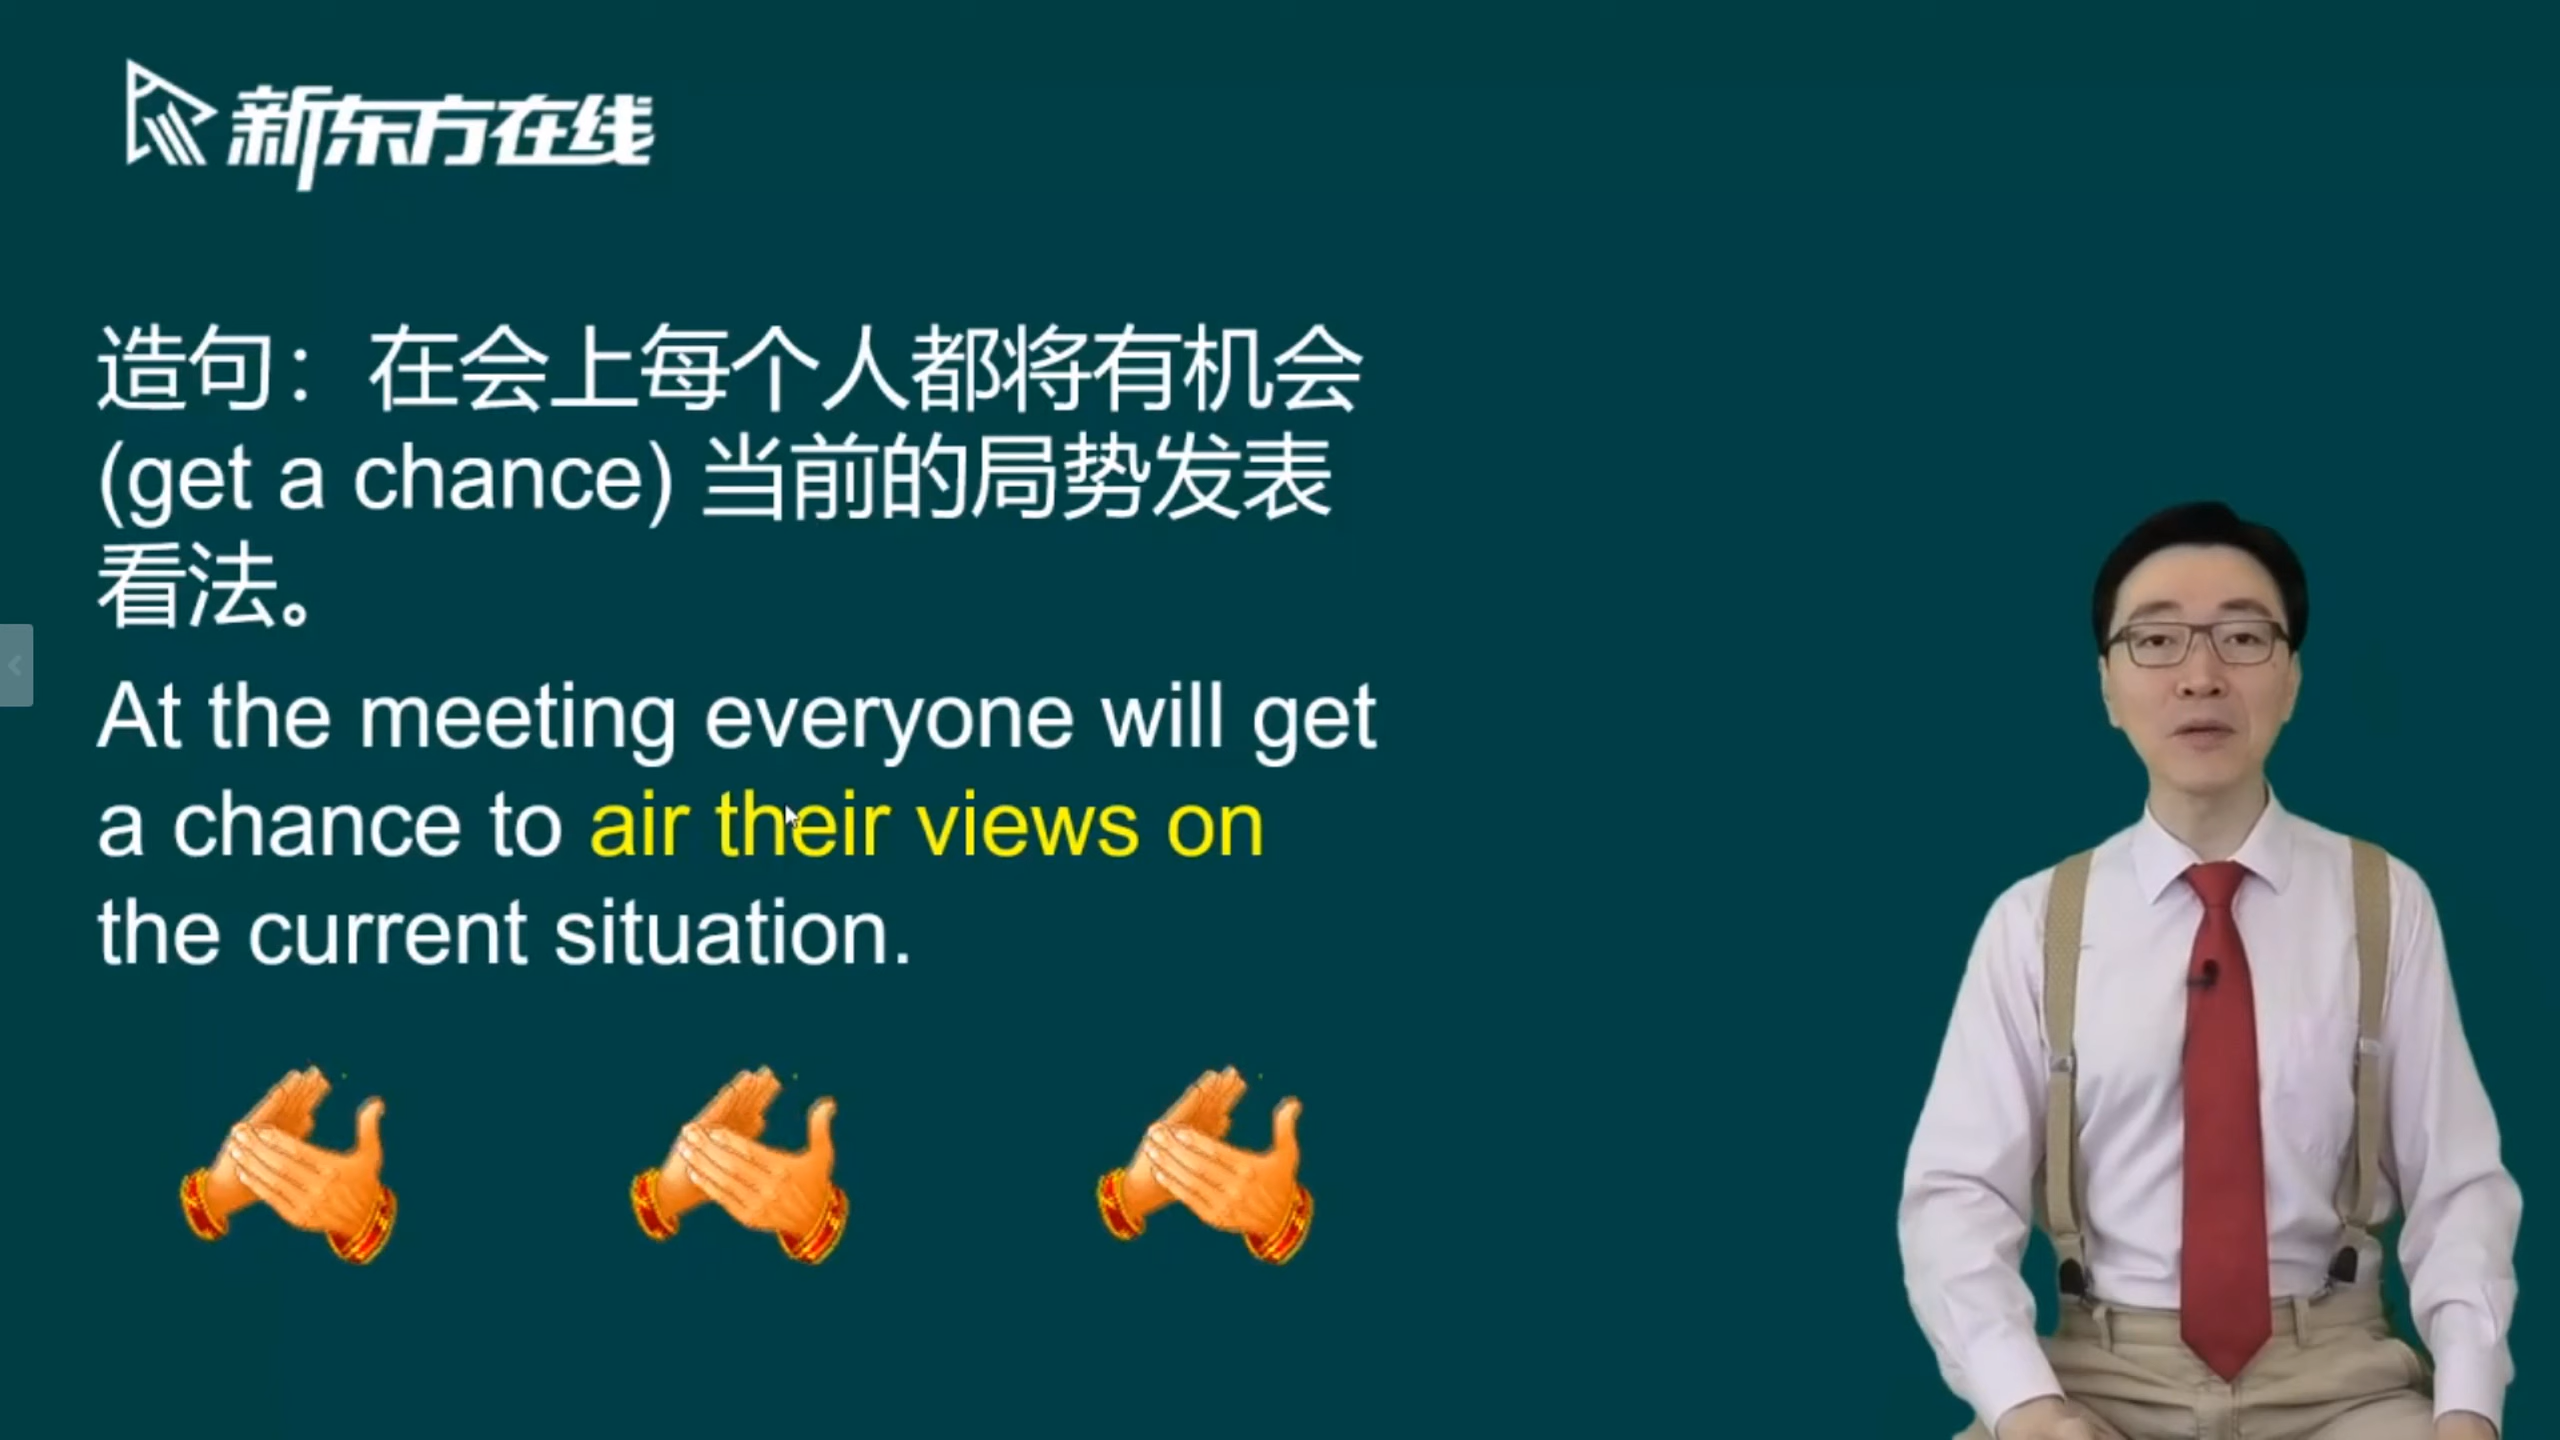 新东方在线
造句：在会上每个人都将有机会
(get a chance) 当前的局势发表
看法。
At the meeting everyone will get
a chance to air their views on
the current situation.